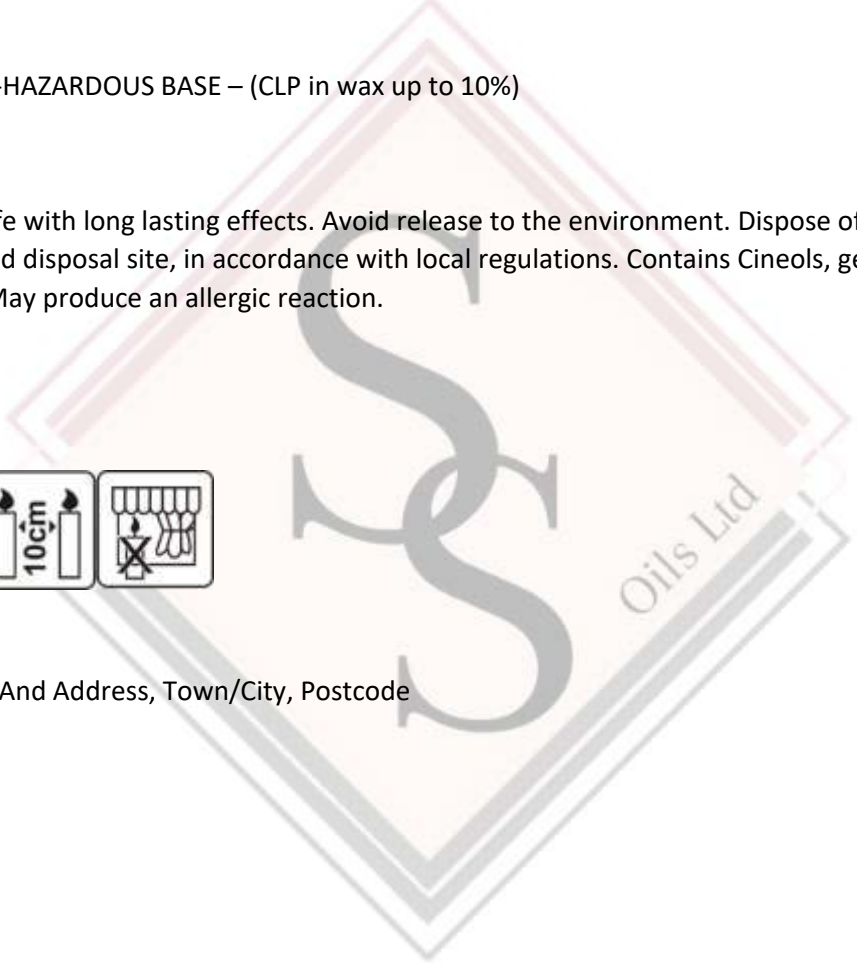 -HAZARDOUS BASE – (CLP in wax up to 10%)
fe with long lasting effects. Avoid release to the environment. Dispose of
d disposal site, in accordance with local regulations. Contains Cineols, ge
May produce an allergic reaction.
10cm
And Address, Town/City, Postcode
SS
Oils Ltd